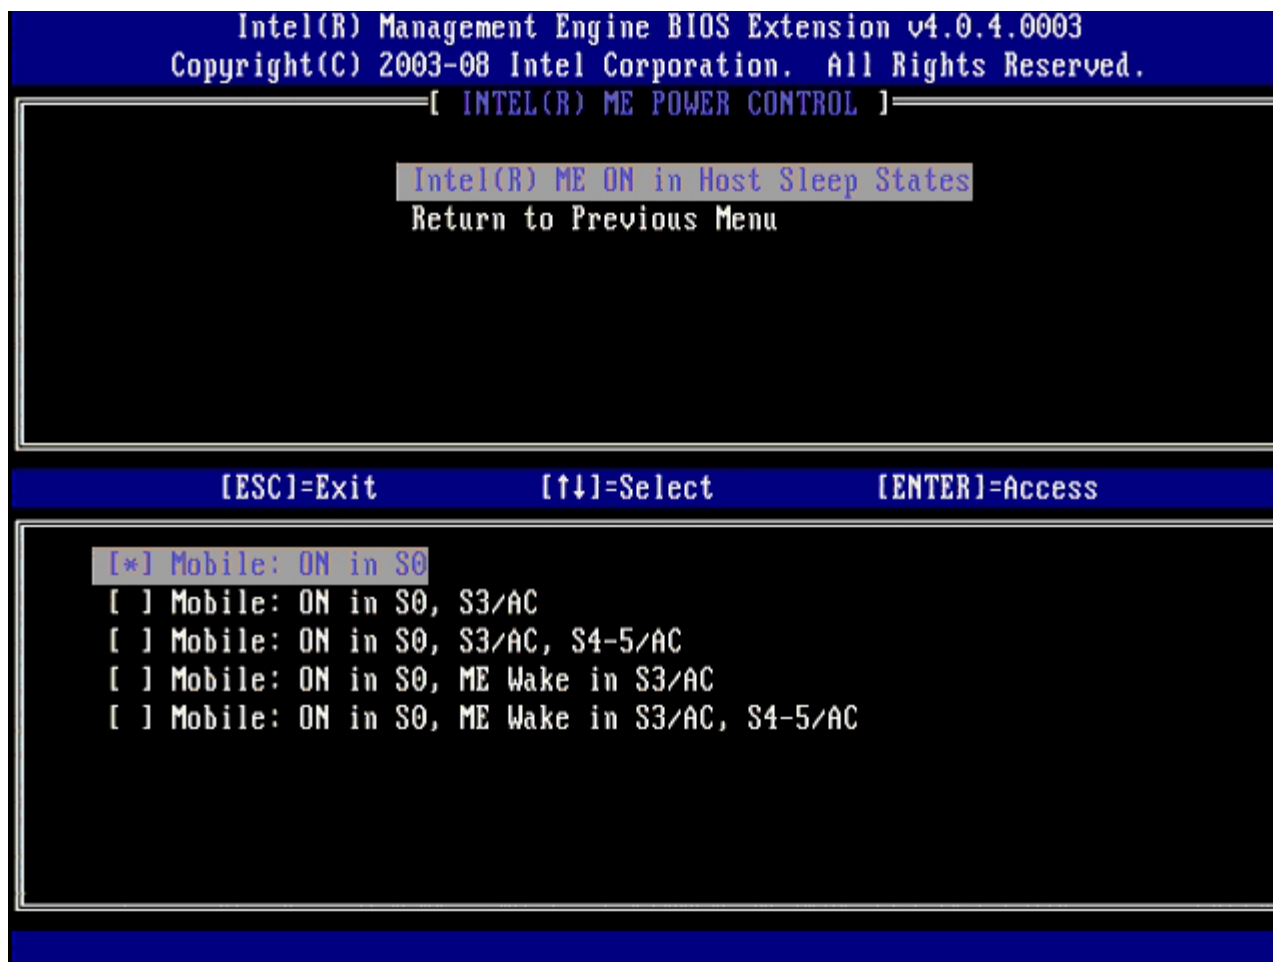 Intel(R) Management Engine BIOS Extension v4.0.4.0003
Copyright(C) 2003-08 Intel Corporation. All Rights Reserved.
[ INTEL(R) ME POWER CONTROL ]
Intel(R) ME ON in Host Sleep States
Return to Previous Menu
[ESC]=Exit [↑↓]=Select [ENTER]=Access
[*] Mobile: ON in S0
[ ] Mobile: ON in S0, S3/AC
[ ] Mobile: ON in S0, S3/AC, S4-5/AC
[ ] Mobile: ON in S0, ME Wake in S3/AC
[ ] Mobile: ON in S0, ME Wake in S3/AC, S4-5/AC